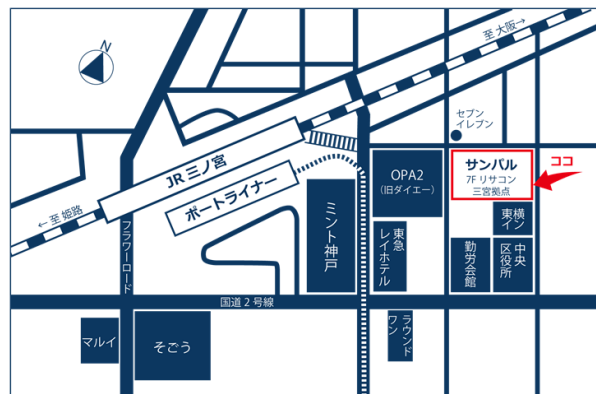 N
至 大阪→
セブン
イレブン
JR 三ノ宮
ポートライナー
← 至 姫路
フラワーロード
ミント神戸
OPA2
（旧ダイエー）
サンパル
7F リサコン
三宮拠点
ココ
東急
レイホテル
東横
イン
勤労会館
中央
区役所
国道 2 号線
マルイ
そごう
ラウンド
ワン